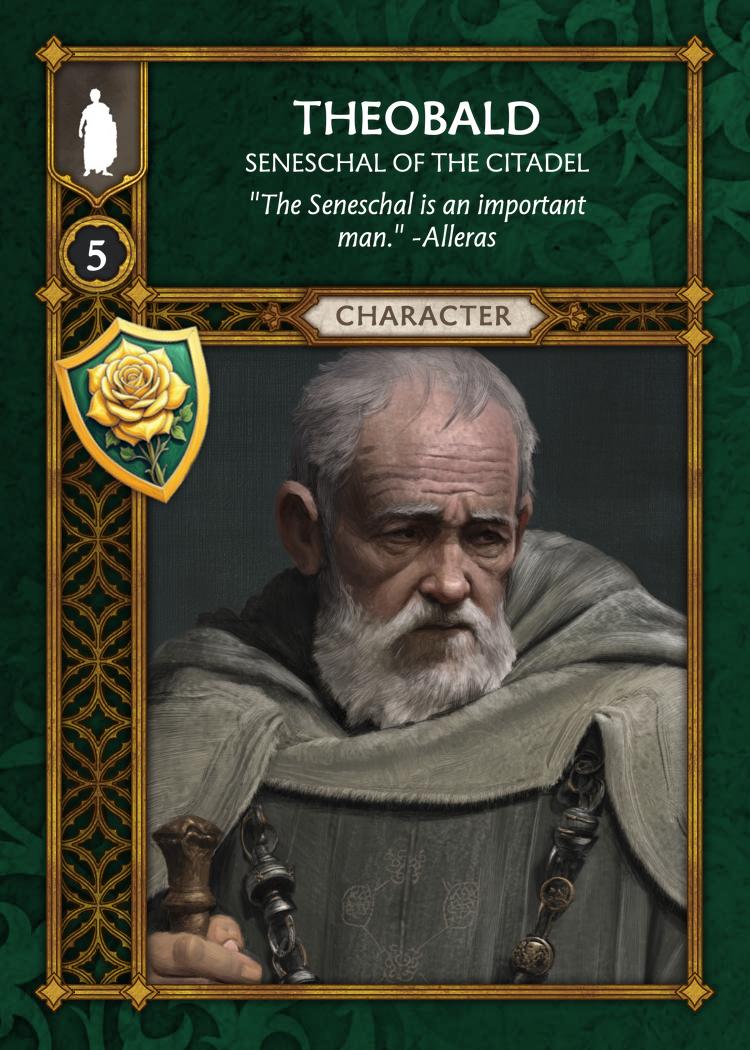 THEOBALD
SENESCHAL OF THE CITADEL
"The Seneschal is an important
man." -Alleras
5
CHARACTER